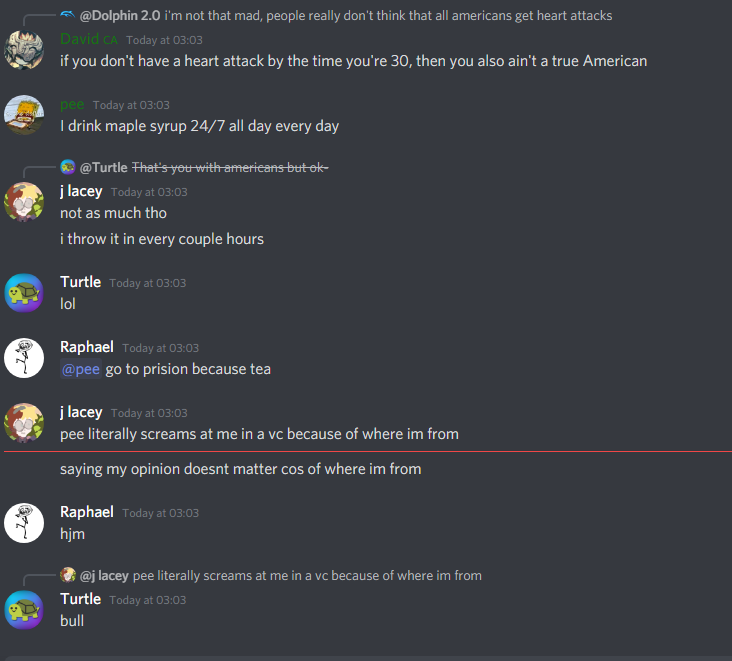 @Dolphin 2.0 i'm not that mad, people really don't think that all americans get heart attacks
David CA Today at 03:03
if you don't have a heart attack by the time you're 30, then you also ain't a true American
pee Today at 03:03
I drink maple syrup 24/7 all day every day
@Turtle That's you with americans but ok-
j lacey Today at 03:03
not as much tho
i throw it in every couple hours
Turtle Today at 03:03
lol
Raphael Today at 03:03
@pee go to prision because tea
j lacey Today at 03:03
pee literally screams at me in a vc because of where im from
saying my opinion doesnt matter cos of where im from
Raphael Today at 03:03
hjm
@j lacey pee literally screams at me in a vc because of where im from
Turtle Today at 03:03
bull